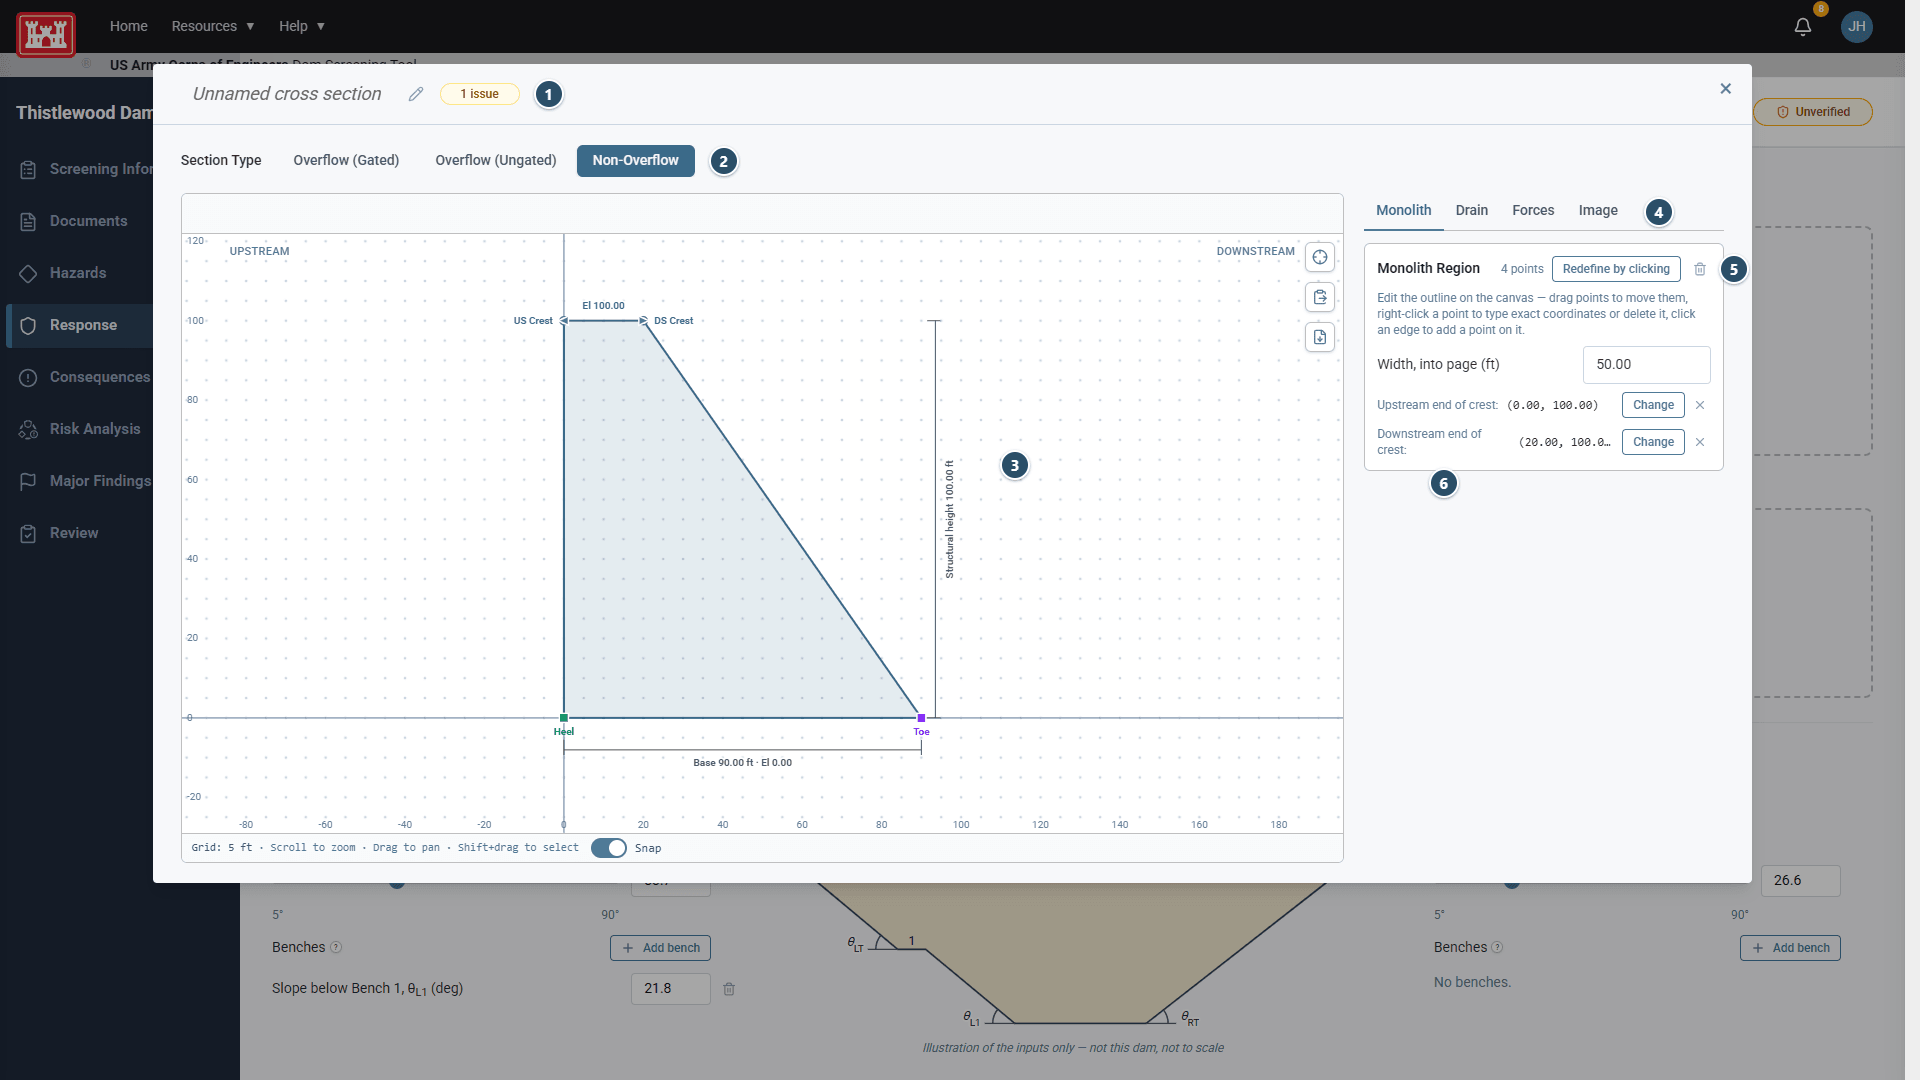 Home
Resources
Help
8
JH
US Army Corps of Engineers Dam Screening Tool
Thistlewood Dam
Unverified
Screening Infor
Documents
Hazards
Response
Consequences
Risk Analysis
Major Findings
Review
Unnamed cross section
1 issue
1
Section Type
Overflow (Gated)
Overflow (Ungated)
Non-Overflow
2
UPSTREAM
DOWNSTREAM
120
100
80
60
40
20
0
-20
El 100.00
US Crest
DS Crest
Structural height 100.00 ft
3
Heel
Toe
Base 90.00 ft · El 0.00
-80
-60
-40
-20
0
20
40
60
80
100
120
140
160
180
Grid: 5 ft · Scroll to zoom · Drag to pan · Shift+drag to select
Snap
Monolith
Drain
Forces
Image
4
Monolith Region
4 points
Redefine by clicking
5
Edit the outline on the canvas — drag points to move them,
right-click a point to type exact coordinates or delete it, click
an edge to add a point on it.
Width, into page (ft)
50.00
Upstream end of crest:
(0.00, 100.00)
Change
Downstream end of
crest:
(20.00, 100.0…
Change
6
5°
90°
Benches
Add bench
Slope below Bench 1, θL1 (deg)
21.8
θLT
1
θL1
θRT
Illustration of the inputs only — not this dam, not to scale
26.6
5°
90°
Benches
Add bench
No benches.